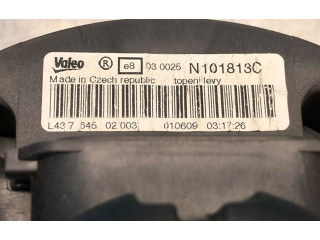 Valeo ® e8 03 0025 N101813C
Made in Czech republic topeni levy
L43 7 645 02 003 010609 03:17:26